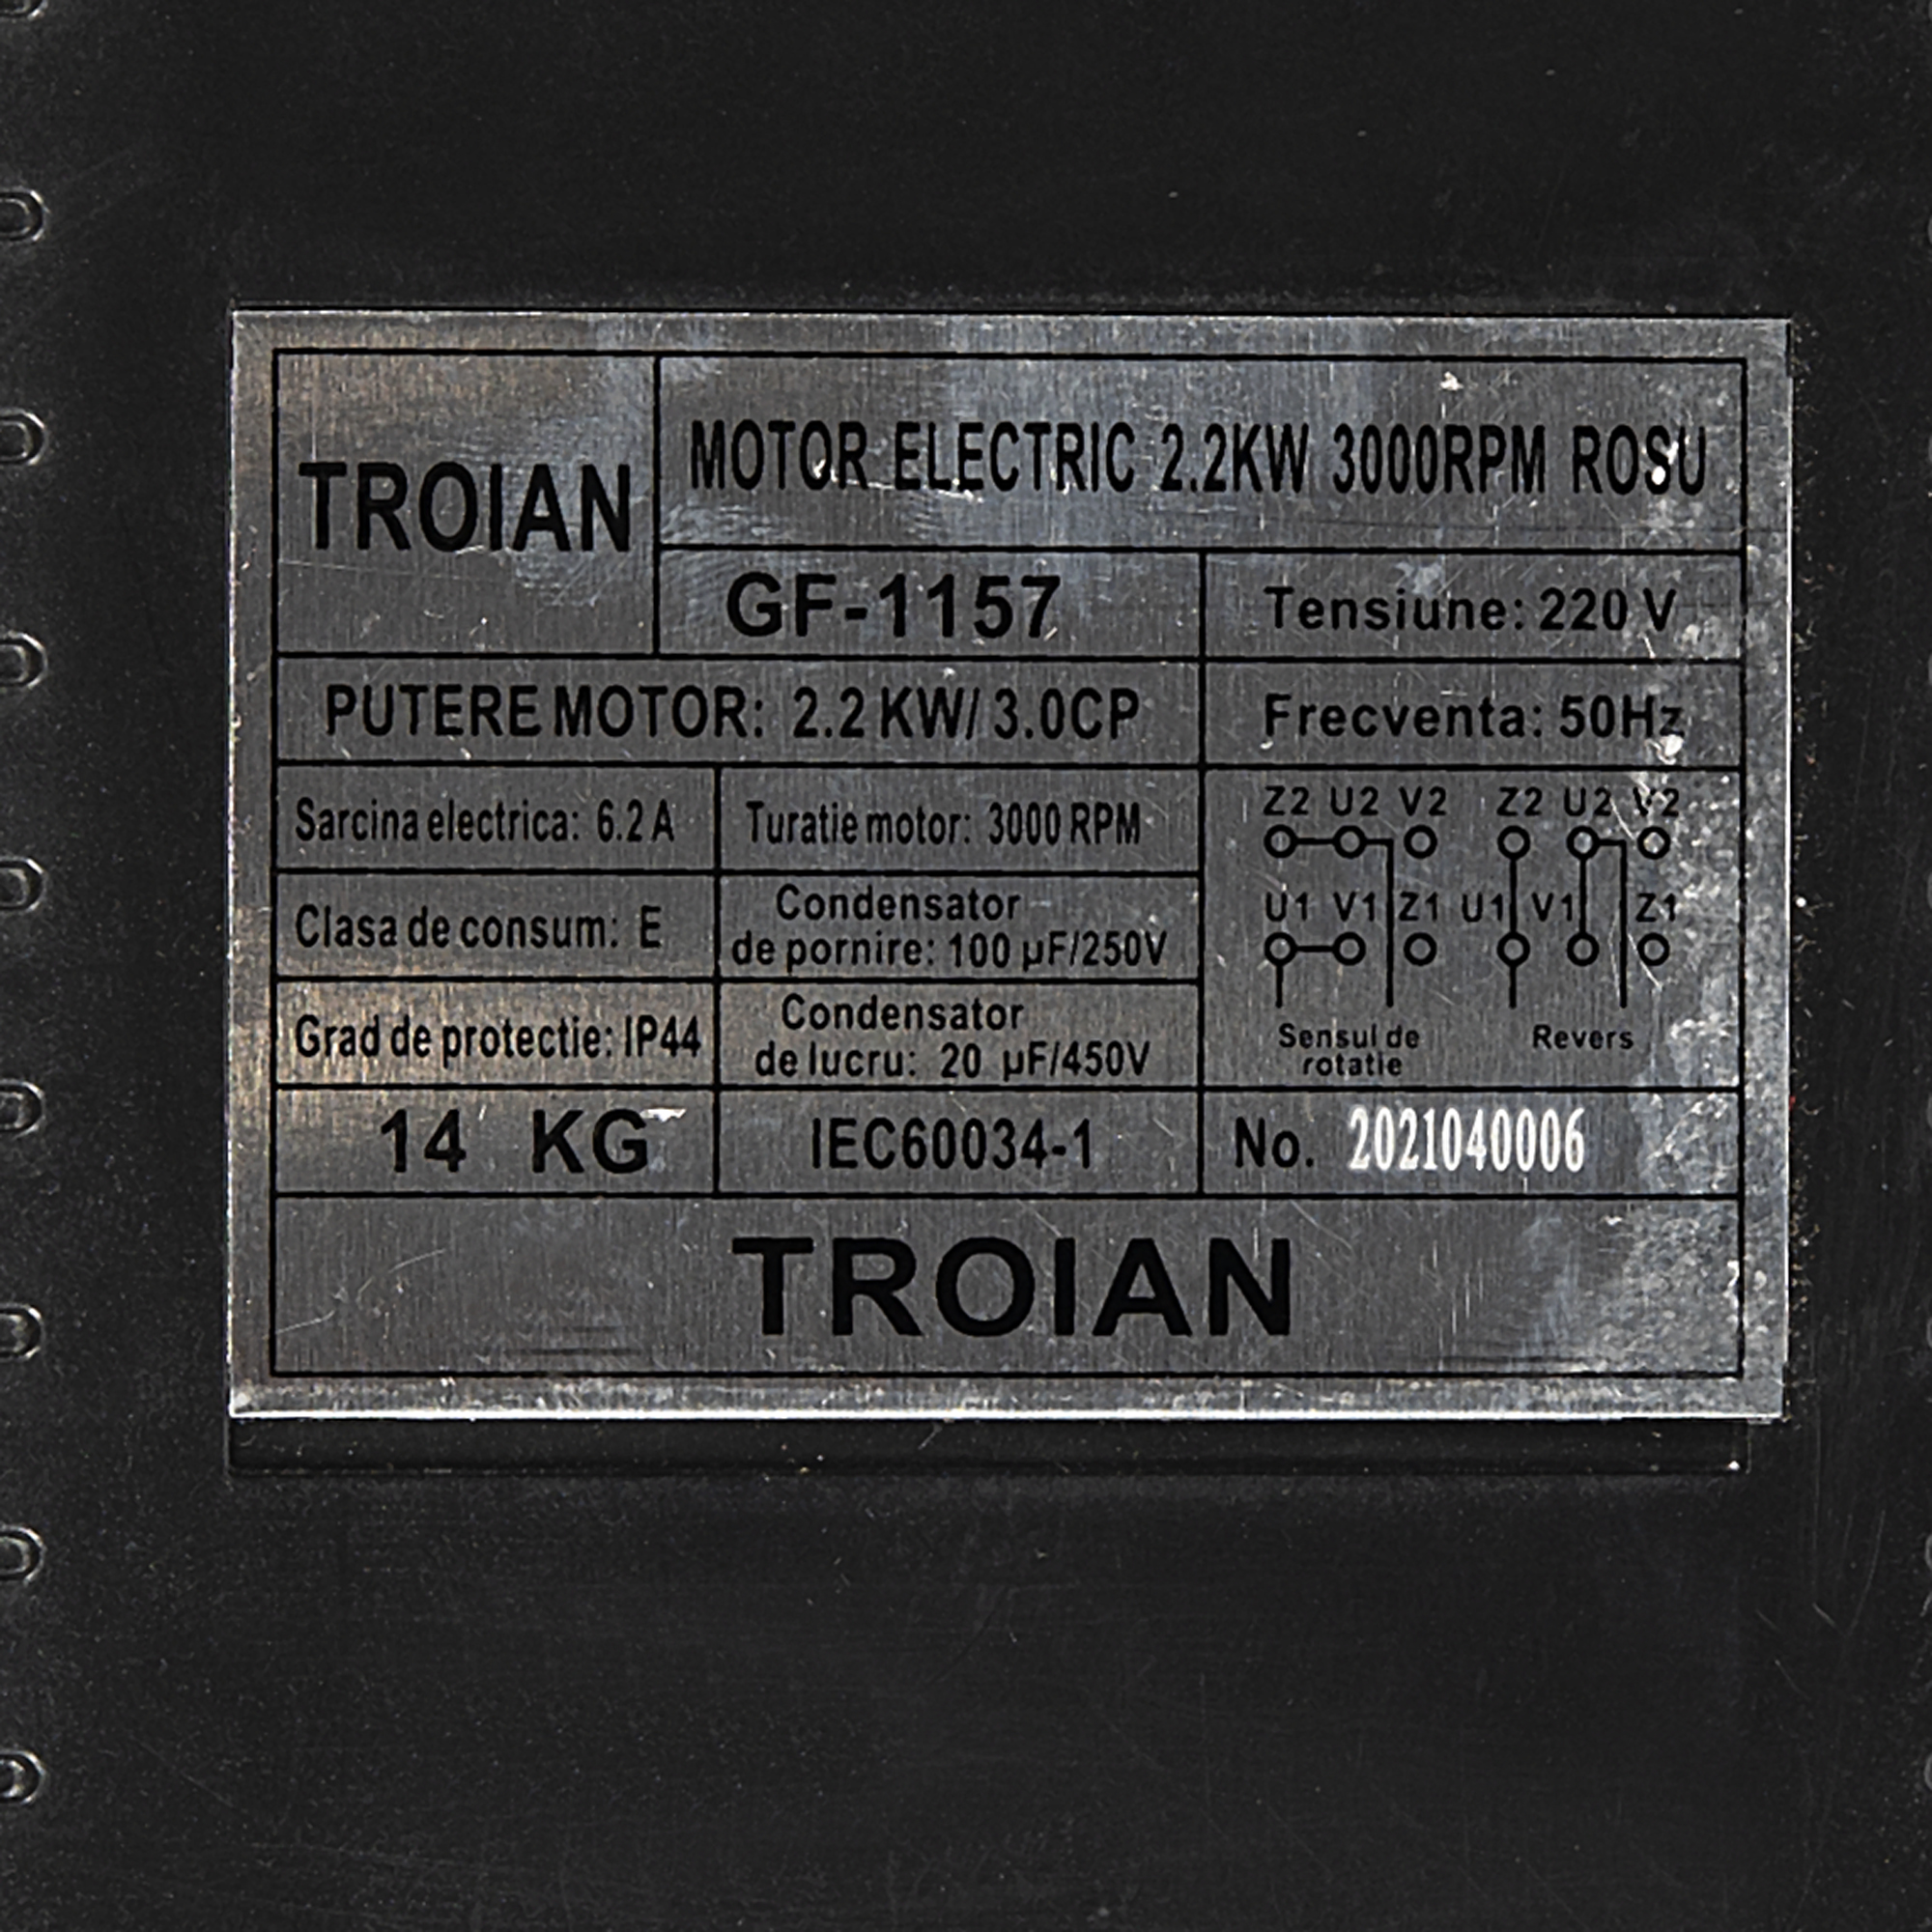 TROIAN
MOTOR ELECTRIC 2.2KW 3000RPM ROSU
GF-1157
Tensiune: 220 V
PUTERE MOTOR: 2.2 KW/ 3.0CP
Frecventa: 50Hz
Sarcina electrica: 6.2 A
Turatie motor: 3000 RPM
Clasa de consum: E
Condensator
de pornire: 100 µF/250V
Grad de protectie: IP44
Condensator
de lucru: 20 µF/450V
Z2 U2 V2 Z2 U2 V2
U1 V1 Z1 U1 V1 Z1
Sensul de
rotatie
Revers
14 KG
IEC60034-1
No. 2021040006
TROIAN